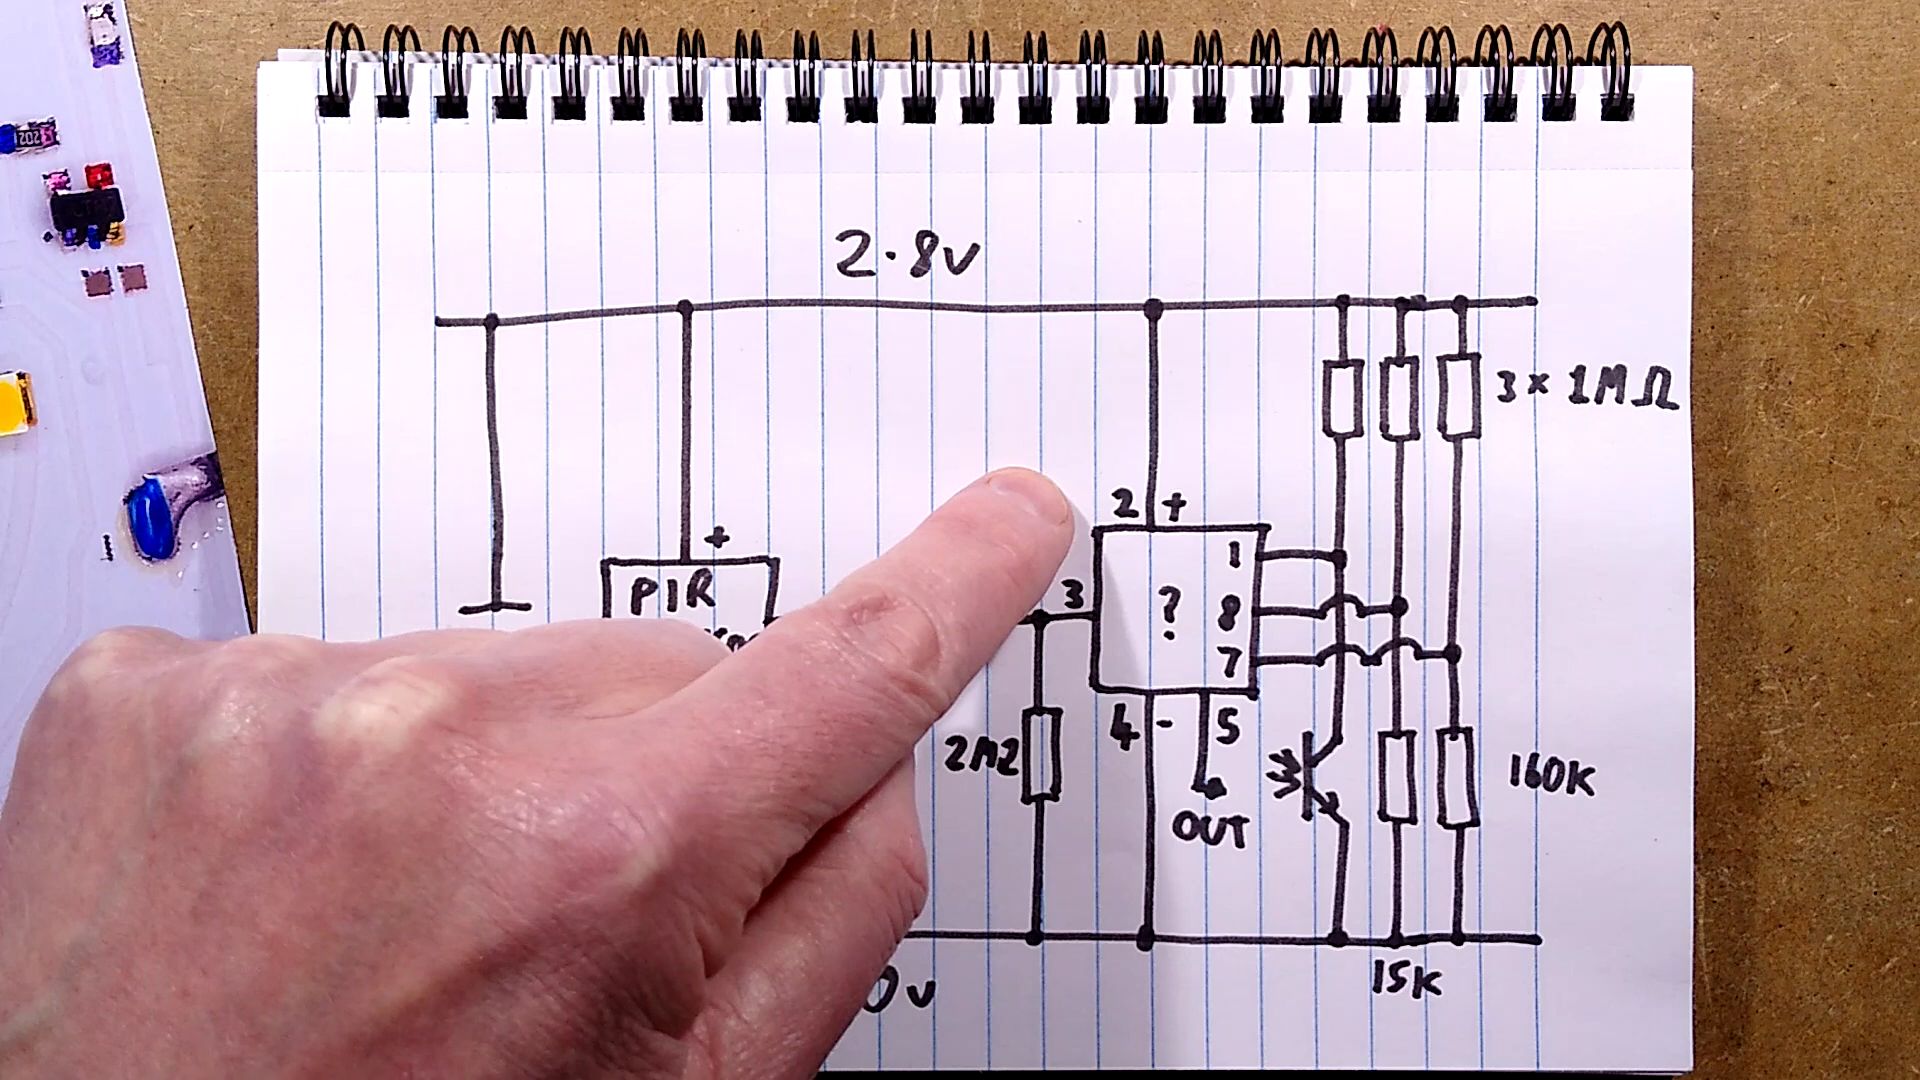 2.8v
3 x 1MΩ
2 +
+
PIR
1
3
?
8
7
4 - 5
2M2
160K
OUT
15K
0v